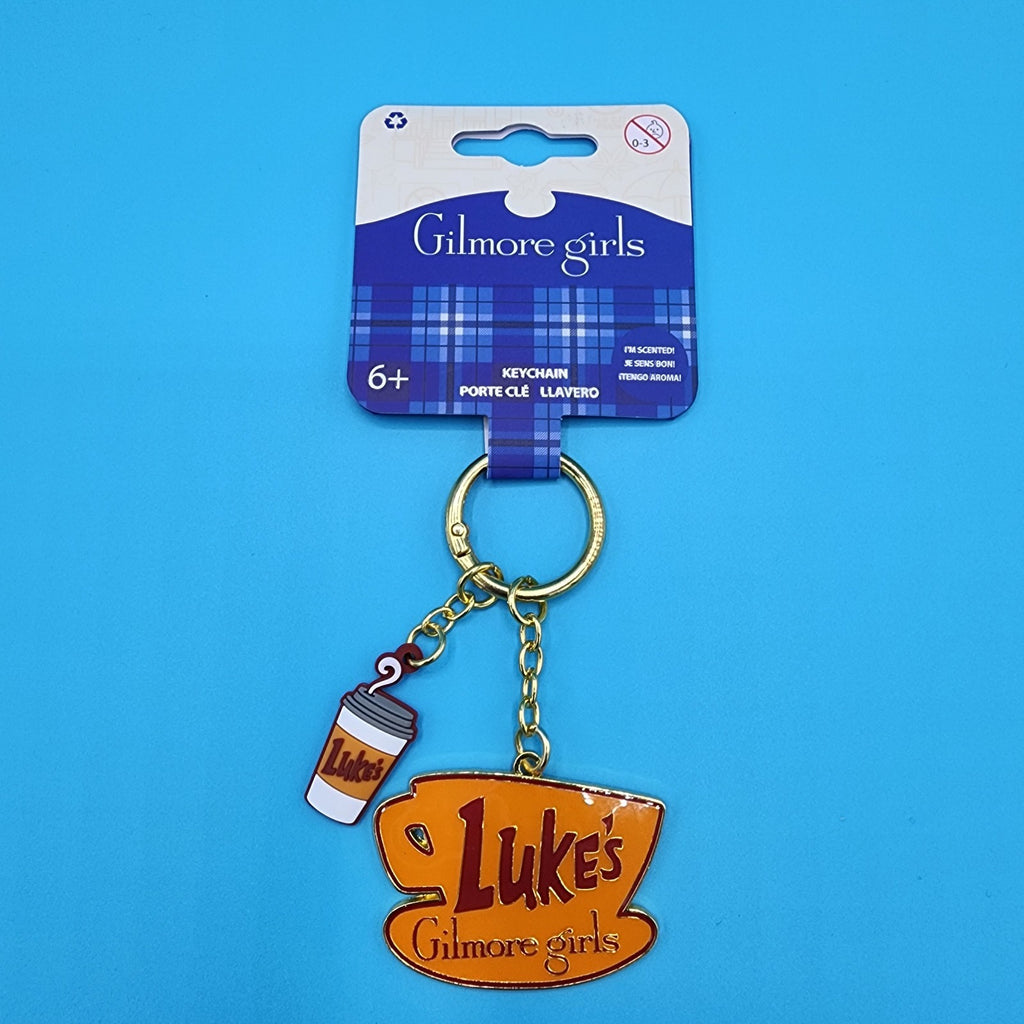 0-3
Gilmore girls
I'M SCENTED!
JE SENS BON!
¡TENGO AROMA!
6+
KEYCHAIN
PORTE CLÉ LLAVERO
Luke's
Luke's
Gilmore girls